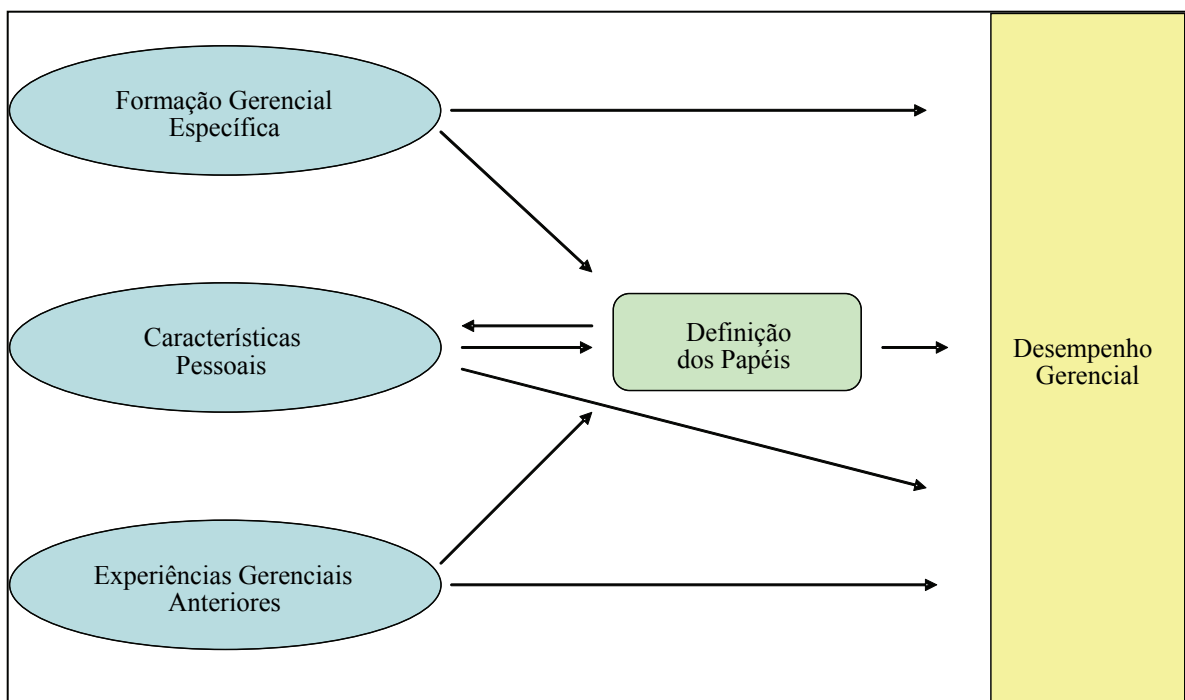 Formação Gerencial
Específica
Características
Pessoais
Definição
dos Papéis
Desempenho
Gerencial
Experiências Gerenciais
Anteriores